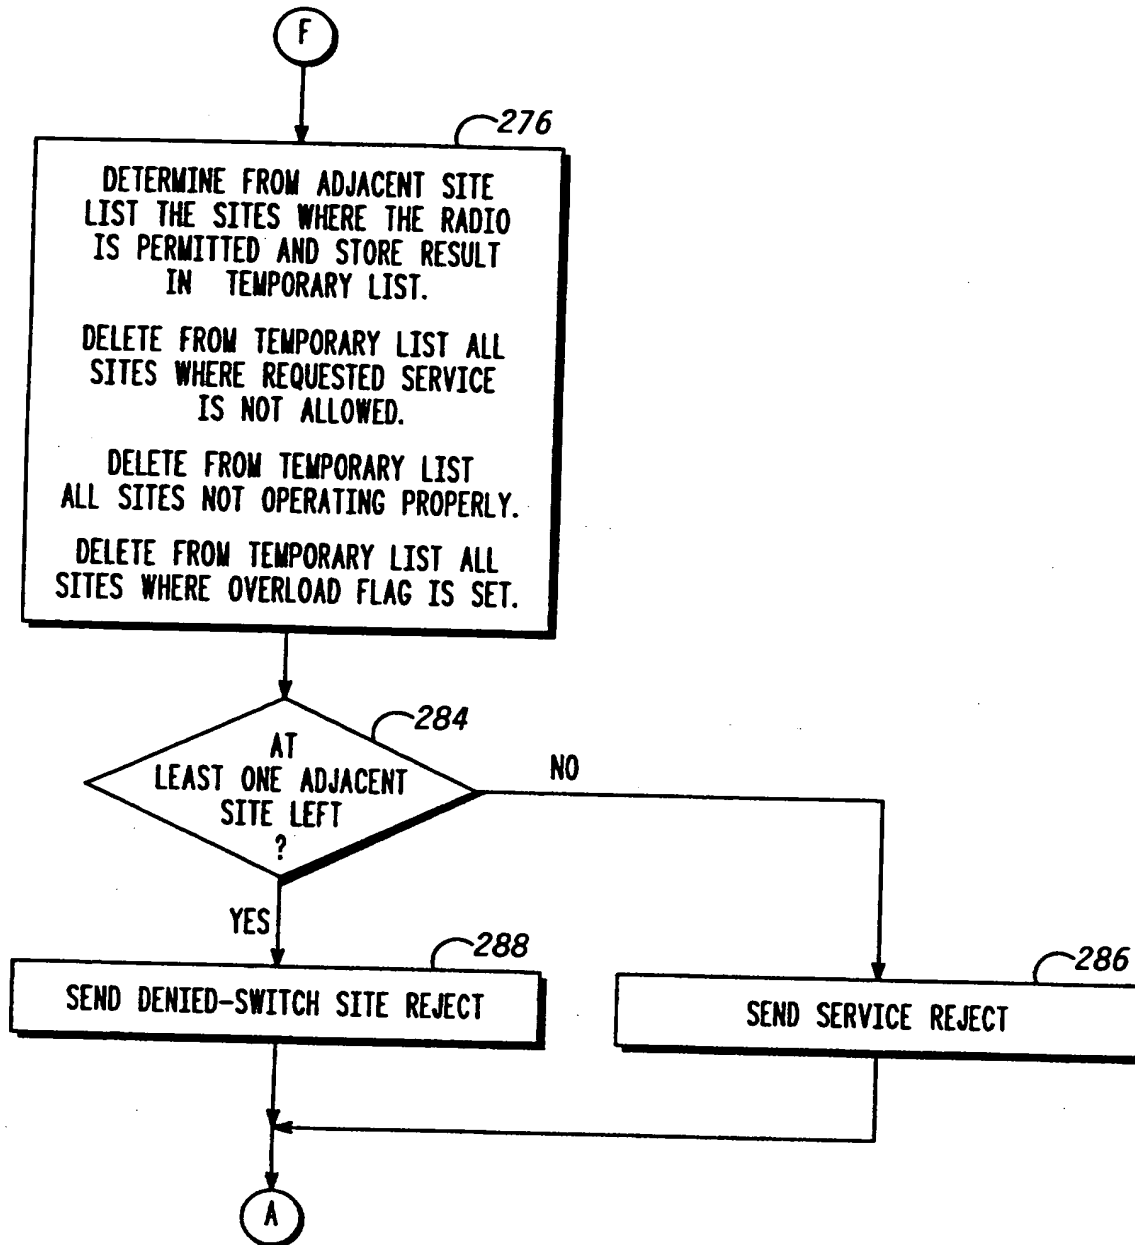 F
276
DETERMINE FROM ADJACENT SITE
LIST THE SITES WHERE THE RADIO
IS PERMITTED AND STORE RESULT
IN TEMPORARY LIST.
DELETE FROM TEMPORARY LIST ALL
SITES WHERE REQUESTED SERVICE
IS NOT ALLOWED.
DELETE FROM TEMPORARY LIST
ALL SITES NOT OPERATING PROPERLY.
DELETE FROM TEMPORARY LIST ALL
SITES WHERE OVERLOAD FLAG IS SET.
284
AT
LEAST ONE ADJACENT
SITE LEFT
?
NO
YES
288
SEND DENIED-SWITCH SITE REJECT
286
SEND SERVICE REJECT
A